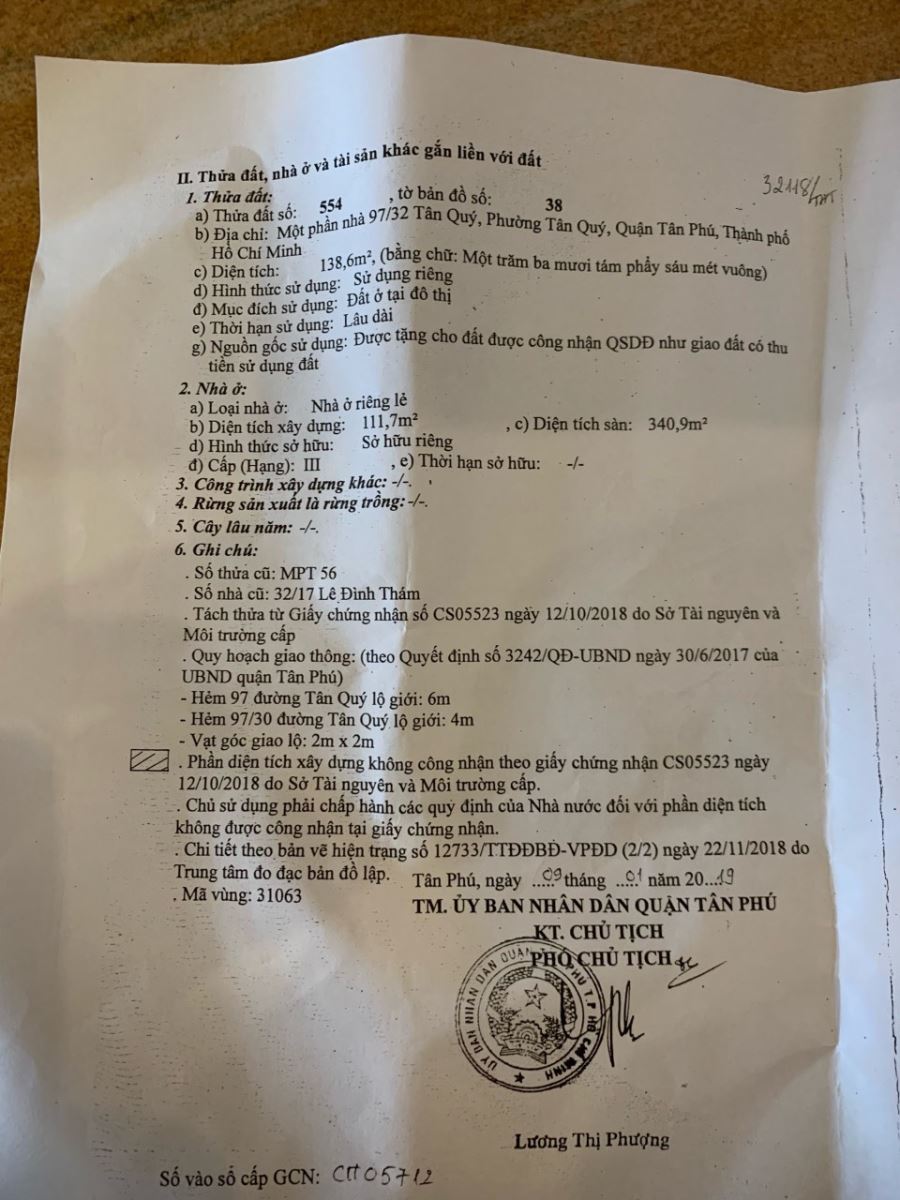 32118/TNT
II. Thửa đất, nhà ở và tài sản khác gắn liền với đất
1. Thửa đất:
a) Thửa đất số: 554 , tờ bản đồ số: 38
b) Địa chỉ: Một phần nhà 97/32 Tân Quý, Phường Tân Quý, Quận Tân Phú, Thành phố
Hồ Chí Minh
c) Diện tích: 138,6m², (bằng chữ: Một trăm ba mươi tám phẩy sáu mét vuông)
d) Hình thức sử dụng: Sử dụng riêng
đ) Mục đích sử dụng: Đất ở tại đô thị
e) Thời hạn sử dụng: Lâu dài
g) Nguồn gốc sử dụng: Được tặng cho đất được công nhận QSDĐ như giao đất có thu
tiền sử dụng đất
2. Nhà ở:
a) Loại nhà ở: Nhà ở riêng lẻ
b) Diện tích xây dựng: 111,7m² , c) Diện tích sàn: 340,9m²
d) Hình thức sở hữu: Sở hữu riêng
đ) Cấp (Hạng): III , e) Thời hạn sở hữu: -/-
3. Công trình xây dựng khác: -/-.
4. Rừng sản xuất là rừng trồng: -/-.
5. Cây lâu năm: -/-.
6. Ghi chú:
. Số thửa cũ: MPT 56
. Số nhà cũ: 32/17 Lê Đình Thám
. Tách thửa từ Giấy chứng nhận số CS05523 ngày 12/10/2018 do Sở Tài nguyên và
Môi trường cấp
. Quy hoạch giao thông: (theo Quyết định số 3242/QĐ-UBND ngày 30/6/2017 của
UBND quận Tân Phú)
- Hẻm 97 đường Tân Quý lộ giới: 6m
- Hẻm 97/30 đường Tân Quý lộ giới: 4m
- Vạt góc giao lộ: 2m x 2m
. Phần diện tích xây dựng không công nhận theo giấy chứng nhận CS05523 ngày
12/10/2018 do Sở Tài nguyên và Môi trường cấp.
. Chủ sử dụng phải chấp hành các quy định của Nhà nước đối với phần diện tích
không được công nhận tại giấy chứng nhận.
. Chi tiết theo bản vẽ hiện trạng số 12733/TTĐĐBĐ-VPĐD (2/2) ngày 22/11/2018 do
Trung tâm đo đạc bản đồ lập.
. Mã vùng: 31063
Tân Phú, ngày ....09 tháng ....01 năm 20...19
TM. ỦY BAN NHÂN DÂN QUẬN TÂN PHÚ
KT. CHỦ TỊCH
PHÓ CHỦ TỊCH
ỦY BAN NHÂN DÂN QUẬN TÂN PHÚ T.P HỒ CHÍ MINH
Lương Thị Phượng
Số vào sổ cấp GCN: CH05712